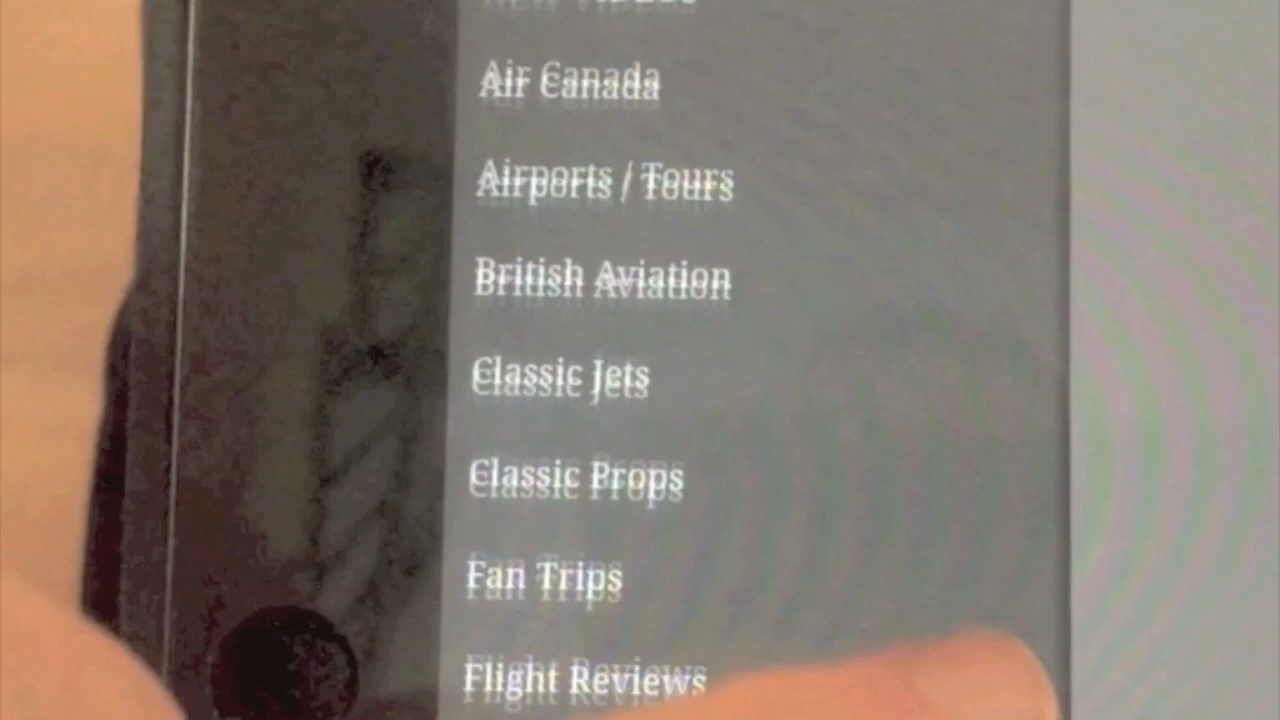 Air Canada
Airports / Tours
British Aviation
Classic Jets
Classic Props
Fan Trips
Flight Reviews